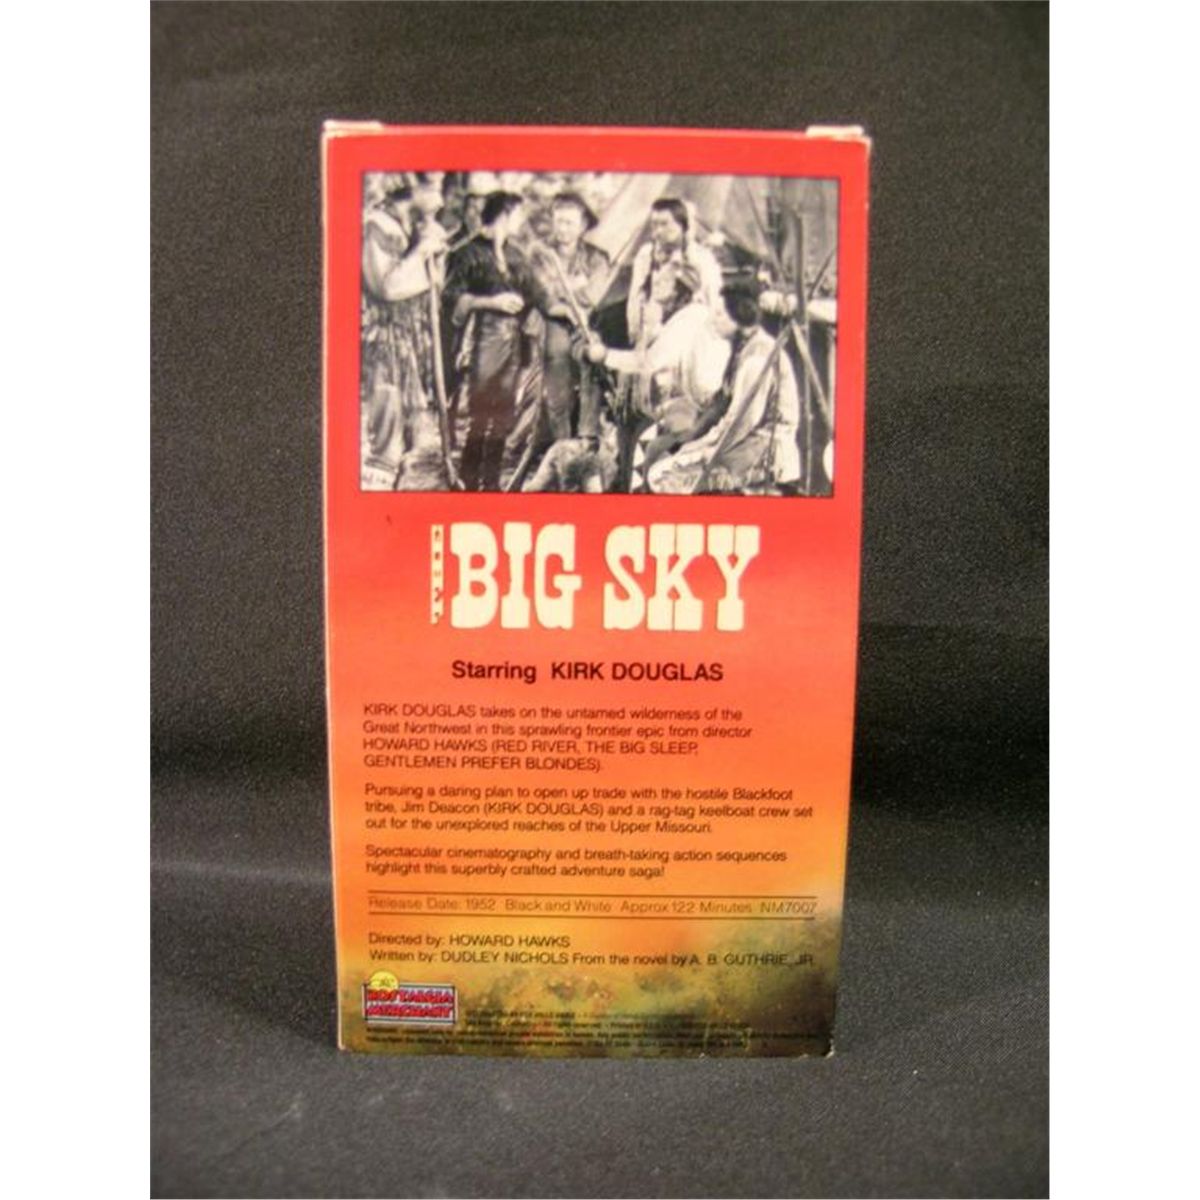 BIG SKY
Starring KIRK DOUGLAS
KIRK DOUGLAS takes on the untamed wilderness of the
Great Northwest in this sprawling frontier epic from director
HOWARD HAWKS (RED RIVER, THE BIG SLEEP,
GENTLEMEN PREFER BLONDES).
Pursuing a daring plan to open up trade with the hostile Blackfoot
tribe, Jim Deacon (KIRK DOUGLAS) and a rag-tag keelboat crew set
out for the unexplored reaches of the Upper Missouri.
Spectacular cinematography and breath-taking action sequences
highlight this superbly crafted adventure saga!
Release Date: 1952 Black and White Approx 122 Minutes NM7007
Directed by: HOWARD HAWKS
Written by: DUDLEY NICHOLS From the novel by A. B. GUTHRIE, JR.
NOSTALGIA
MERCHANT